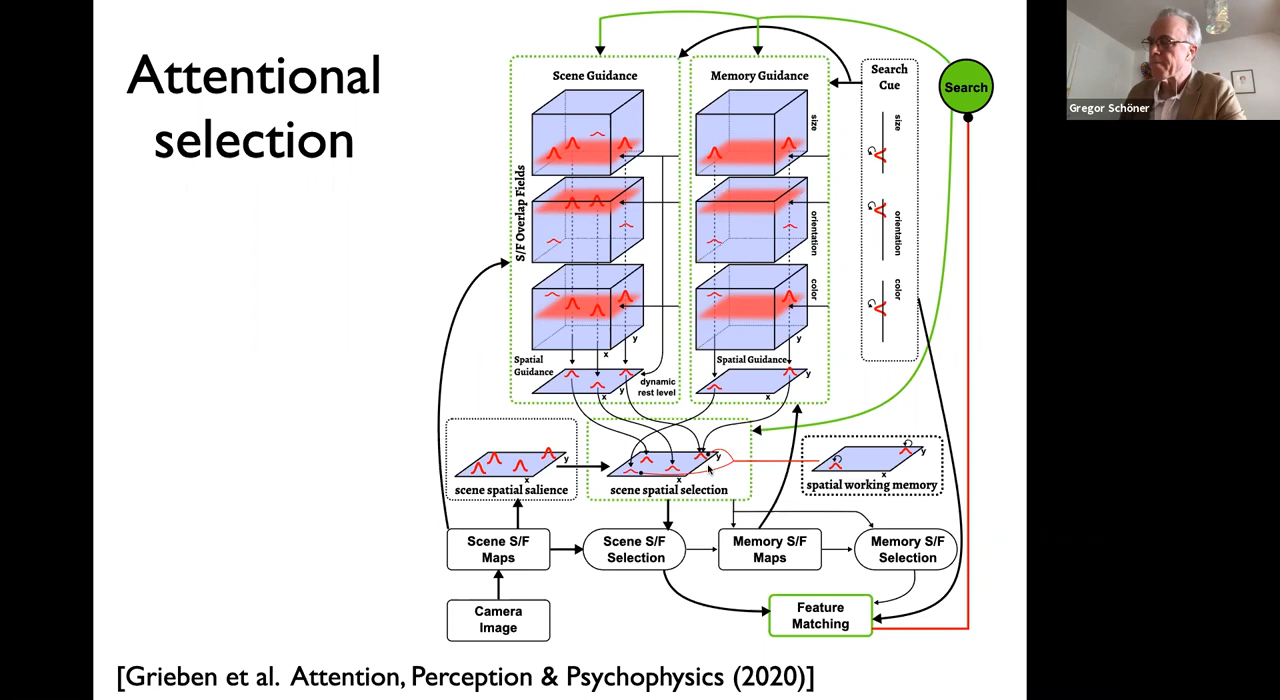 Attentional
selection
Scene Guidance
Memory Guidance
Search
Cue
Search
S/F Overlap Fields
size
orientation
color
size
orientation
color
x
y
y
Spatial
Guidance
x
y
dynamic
rest level
Spatial Guidance
x
y
scene spatial salience
x
y
scene spatial selection
x
y
spatial working memory
x
y
Scene S/F
Maps
Scene S/F
Selection
Memory S/F
Maps
Memory S/F
Selection
Camera
Image
Feature
Matching
[Grieben et al. Attention, Perception & Psychophysics (2020)]
Gregor Schöner